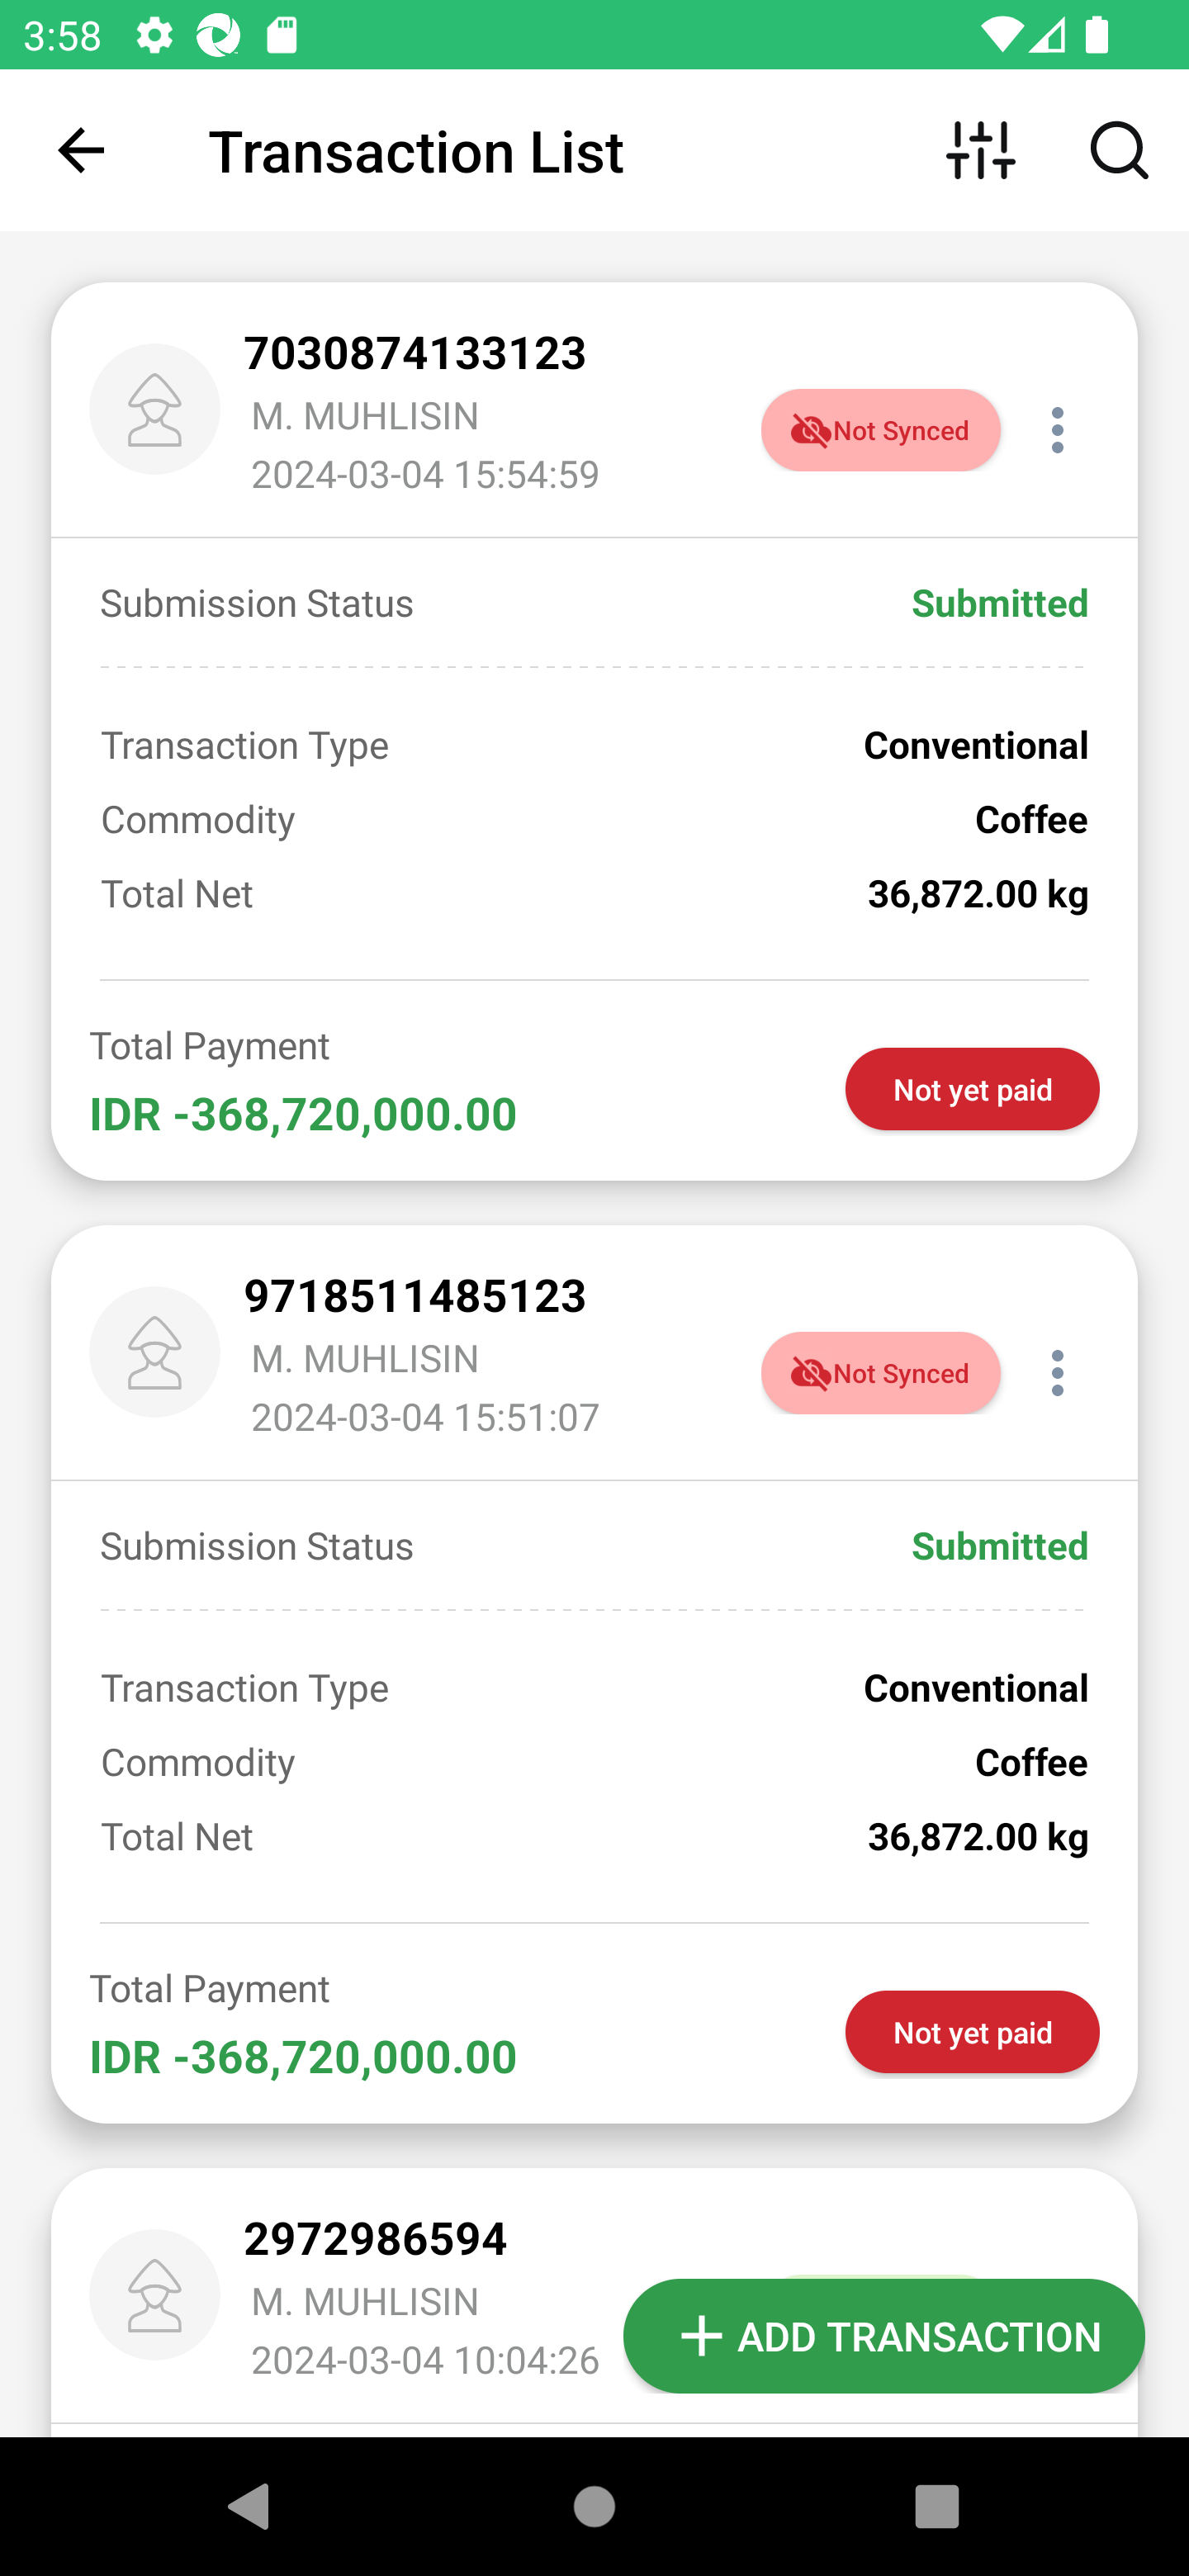 3:58
Transaction List
7030874133123
M. MUHLISIN
Not Synced
2024-03-04 15:54:59
Submission Status Submitted
Transaction Type Conventional
Commodity Coffee
Total Net 36,872.00 kg
Total Payment
Not yet paid
IDR -368,720,000.00
9718511485123
M. MUHLISIN
Not Synced
2024-03-04 15:51:07
Submission Status Submitted
Transaction Type Conventional
Commodity Coffee
Total Net 36,872.00 kg
Total Payment
Not yet paid
IDR -368,720,000.00
2972986594
M. MUHLISIN
ADD TRANSACTION
2024-03-04 10:04:26